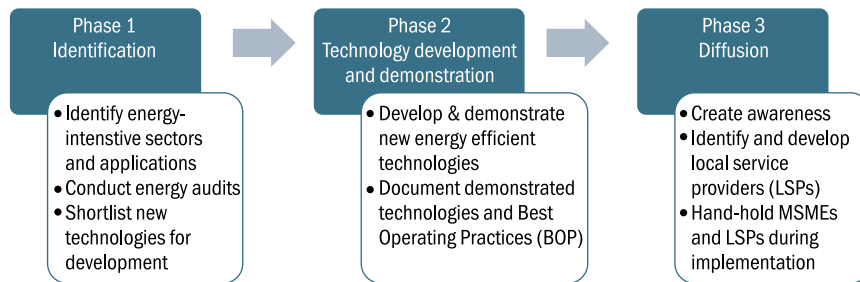 Phase 1
Identification
• Identify energy-
intenstive sectors
and applications
• Conduct energy audits
• Shortlist new
technologies for
development
Phase 2
Technology development
and demonstration
• Develop & demonstrate
new energy efficient
technologies
• Document demonstrated
technologies and Best
Operating Practices (BOP)
Phase 3
Diffusion
• Create awareness
• Identify and develop
local service
providers (LSPs)
• Hand-hold MSMEs
and LSPs during
implementation